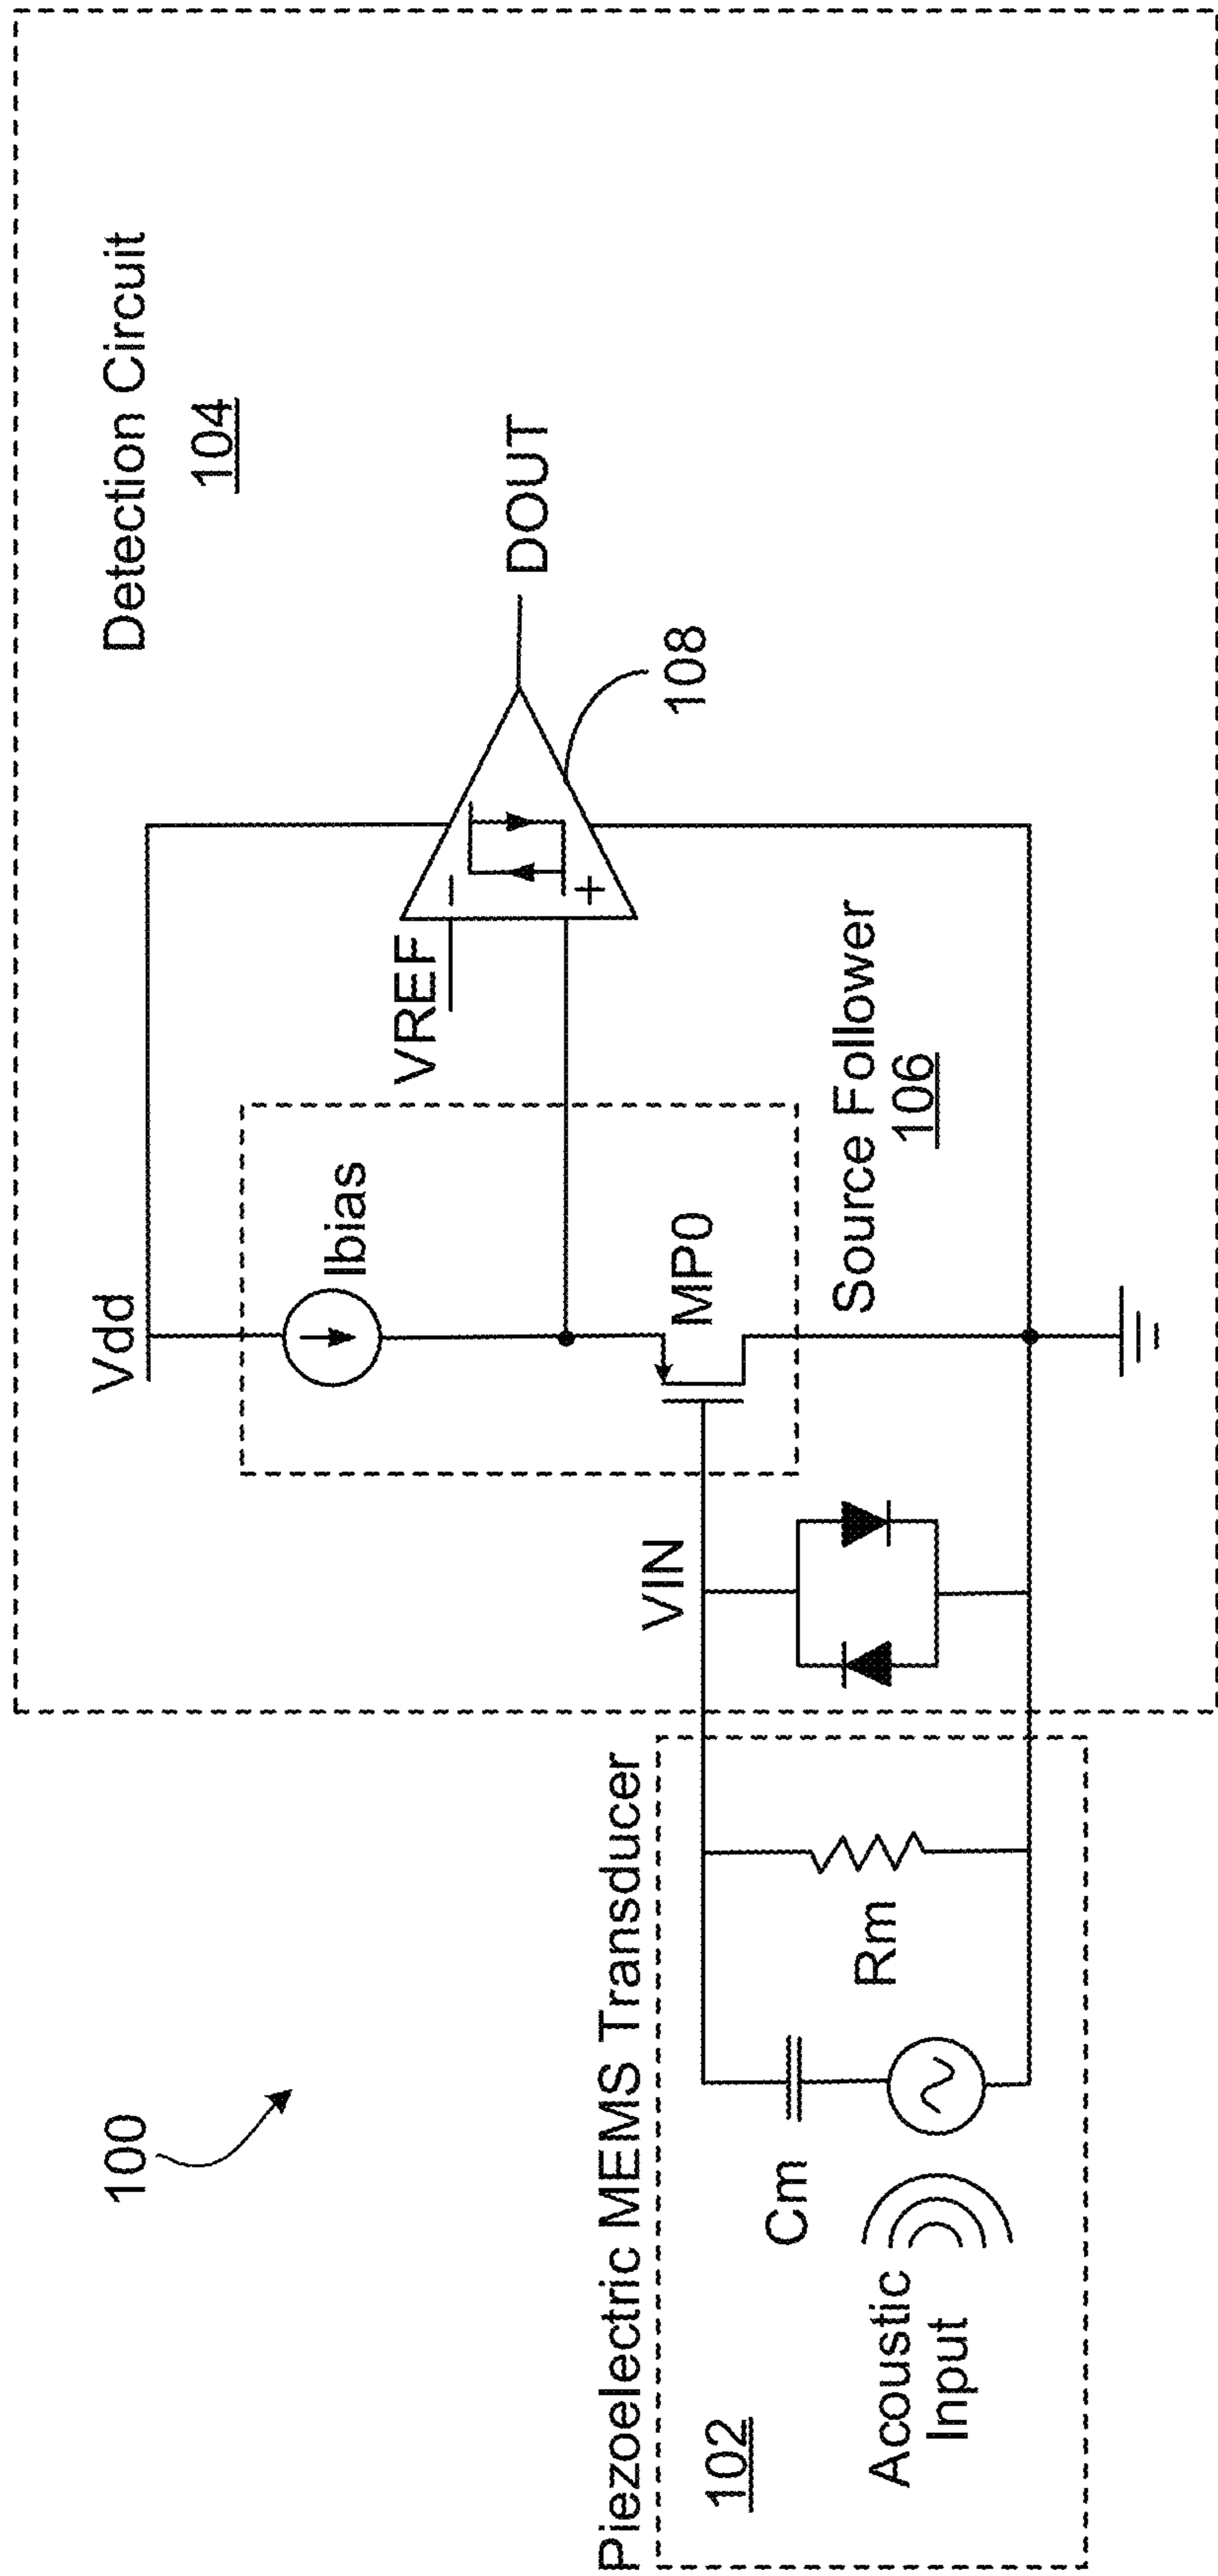 100
Piezoelectric MEMS Transducer
102
Acoustic
Input
Cm
Rm
Detection Circuit
104
Vdd
Ibias
VIN
MP0
Source Follower
106
VREF
−
+
108
DOUT